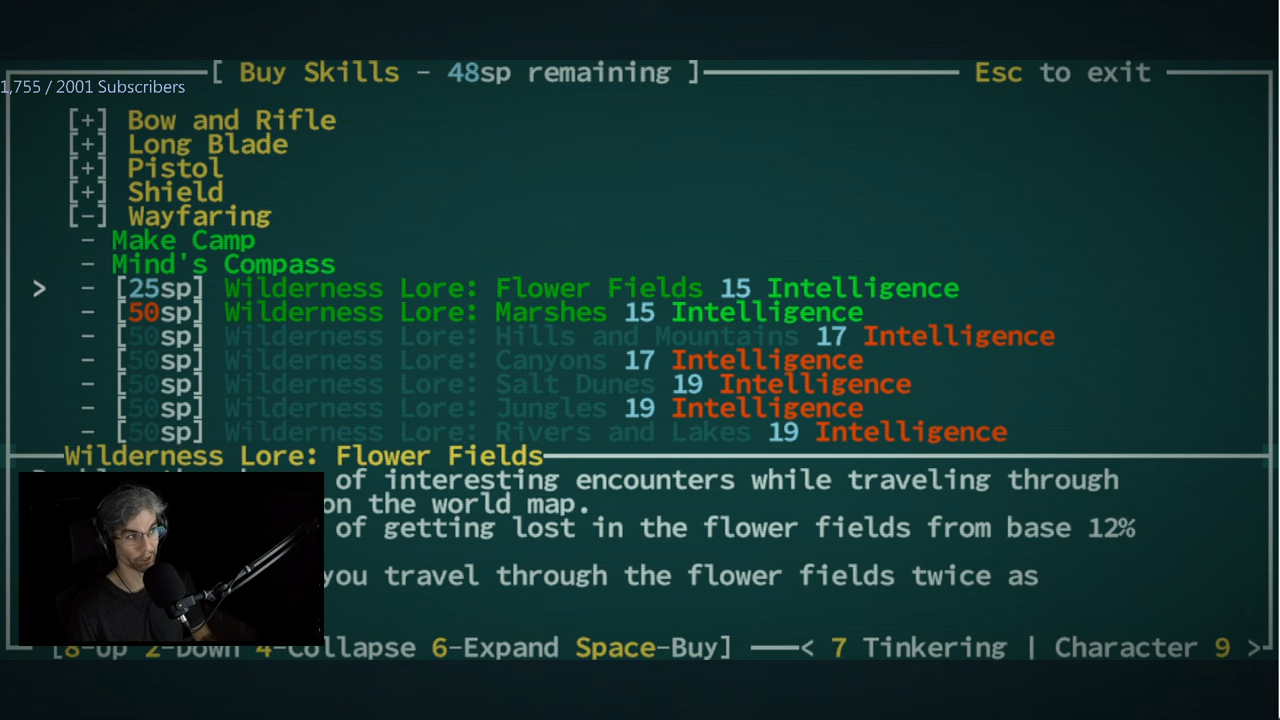 [ Buy Skills - 48sp remaining ] Esc to exit
1,755 / 2001 Subscribers
[+] Bow and Rifle
[+] Long Blade
[+] Pistol
[+] Shield
[-] Wayfaring
- Make Camp
- Mind's Compass
> - [25sp] Wilderness Lore: Flower Fields 15 Intelligence
- [50sp] Wilderness Lore: Marshes 15 Intelligence
- [50sp] Wilderness Lore: Hills and Mountains 17 Intelligence
- [50sp] Wilderness Lore: Canyons 17 Intelligence
- [50sp] Wilderness Lore: Salt Dunes 19 Intelligence
- [50sp] Wilderness Lore: Jungles 19 Intelligence
- [50sp] Wilderness Lore: Rivers and Lakes 19 Intelligence
Wilderness Lore: Flower Fields
of interesting encounters while traveling through
on the world map.
of getting lost in the flower fields from base 12%
you travel through the flower fields twice as
[8-Up 2-Down 4-Collapse 6-Expand Space-Buy] < 7 Tinkering | Character 9 >